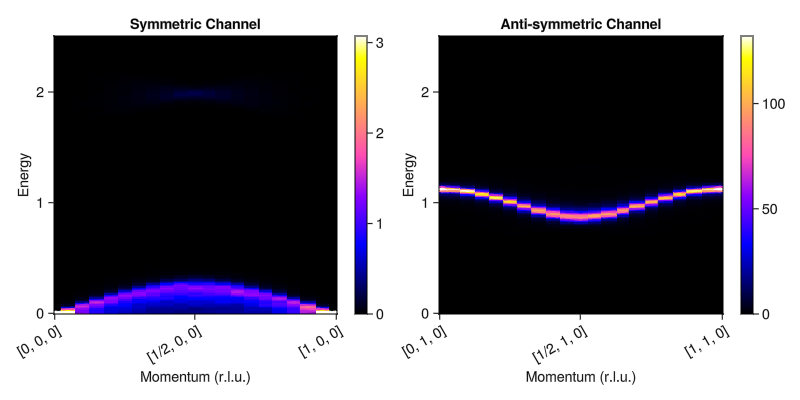 Symmetric Channel
Energy
2
1
0
[0, 0, 0]
[1/2, 0, 0]
[1, 0, 0]
Momentum (r.l.u.)
3
2
1
0
Anti-symmetric Channel
Energy
2
1
0
[0, 1, 0]
[1/2, 1, 0]
[1, 1, 0]
Momentum (r.l.u.)
100
50
0